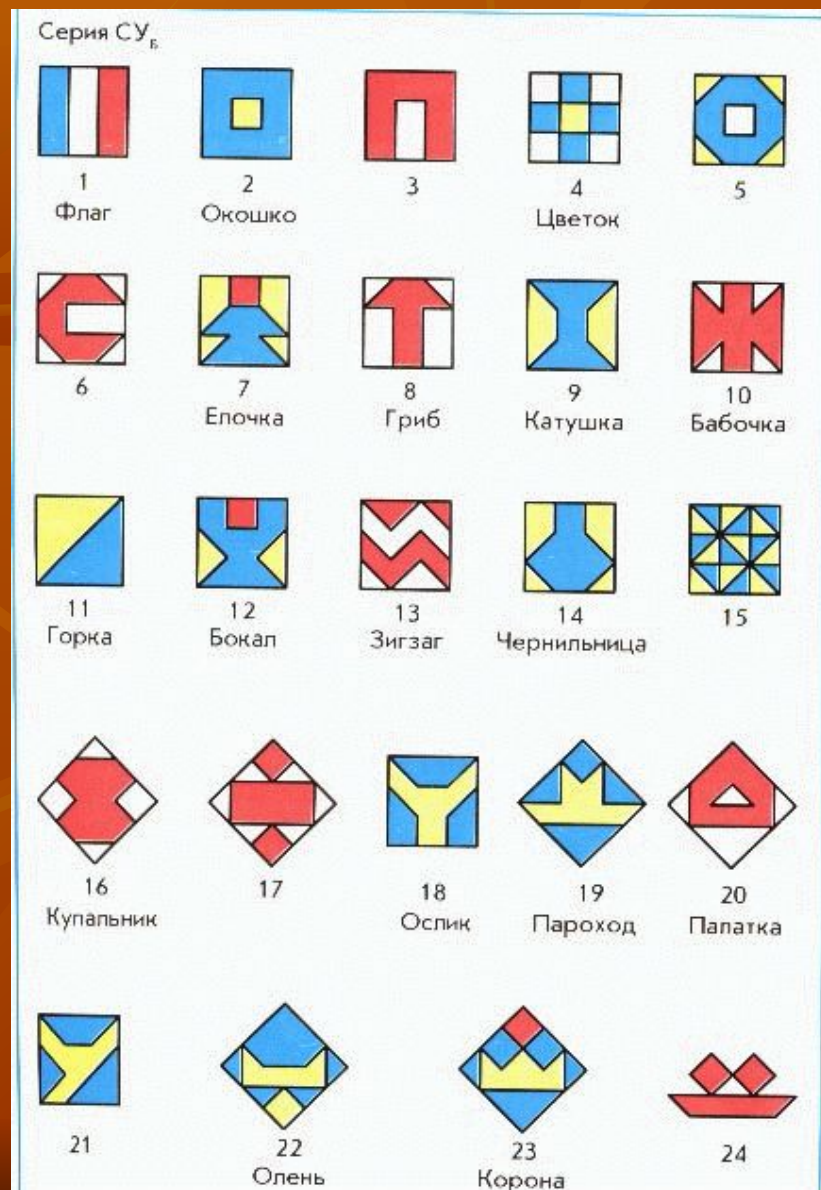 Серия СУБ
1 2 3 4 5
Флаг Окошко Цветок
6 7 8 9 10
Елочка Гриб Катушка Бабочка
11 12 13 14 15
Горка Бокал Зигзаг Чернильница
16 17 18 19 20
Купальник Ослик Пароход Папатка
21 22 23 24
Олень Корона